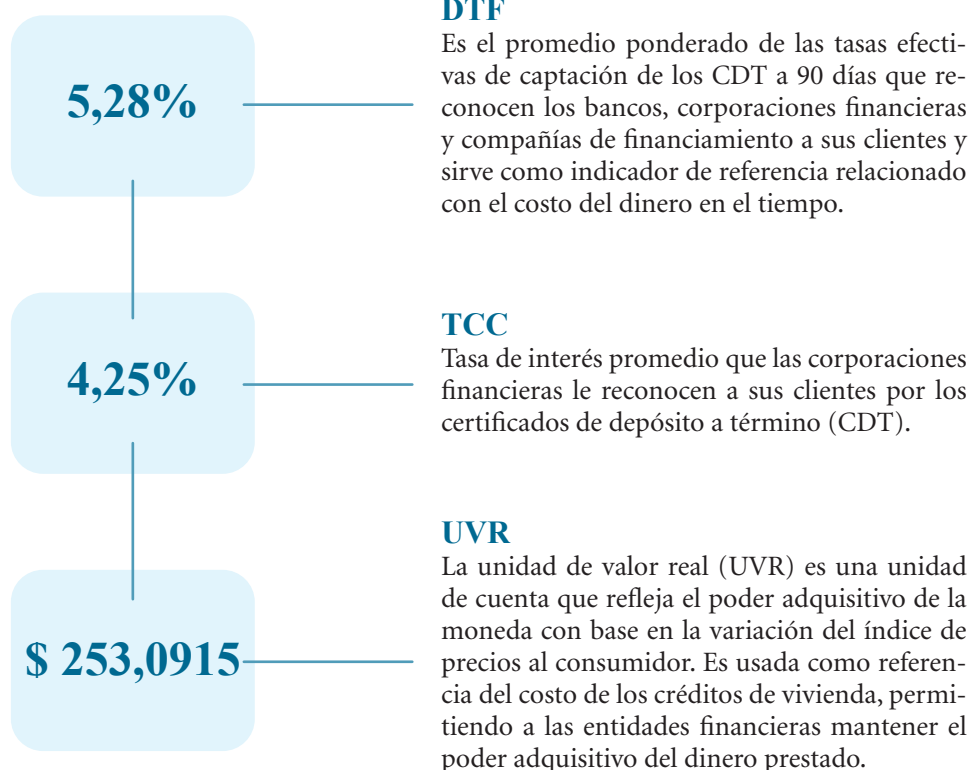 DTF
5,28%
Es el promedio ponderado de las tasas efecti-
vas de captación de los CDT a 90 días que re-
conocen los bancos, corporaciones financieras
y compañías de financiamiento a sus clientes y
sirve como indicador de referencia relacionado
con el costo del dinero en el tiempo.
TCC
4,25%
Tasa de interés promedio que las corporaciones
financieras le reconocen a sus clientes por los
certificados de depósito a término (CDT).
UVR
$ 253,0915
La unidad de valor real (UVR) es una unidad
de cuenta que refleja el poder adquisitivo de la
moneda con base en la variación del índice de
precios al consumidor. Es usada como referen-
cia del costo de los créditos de vivienda, permi-
tiendo a las entidades financieras mantener el
poder adquisitivo del dinero prestado.